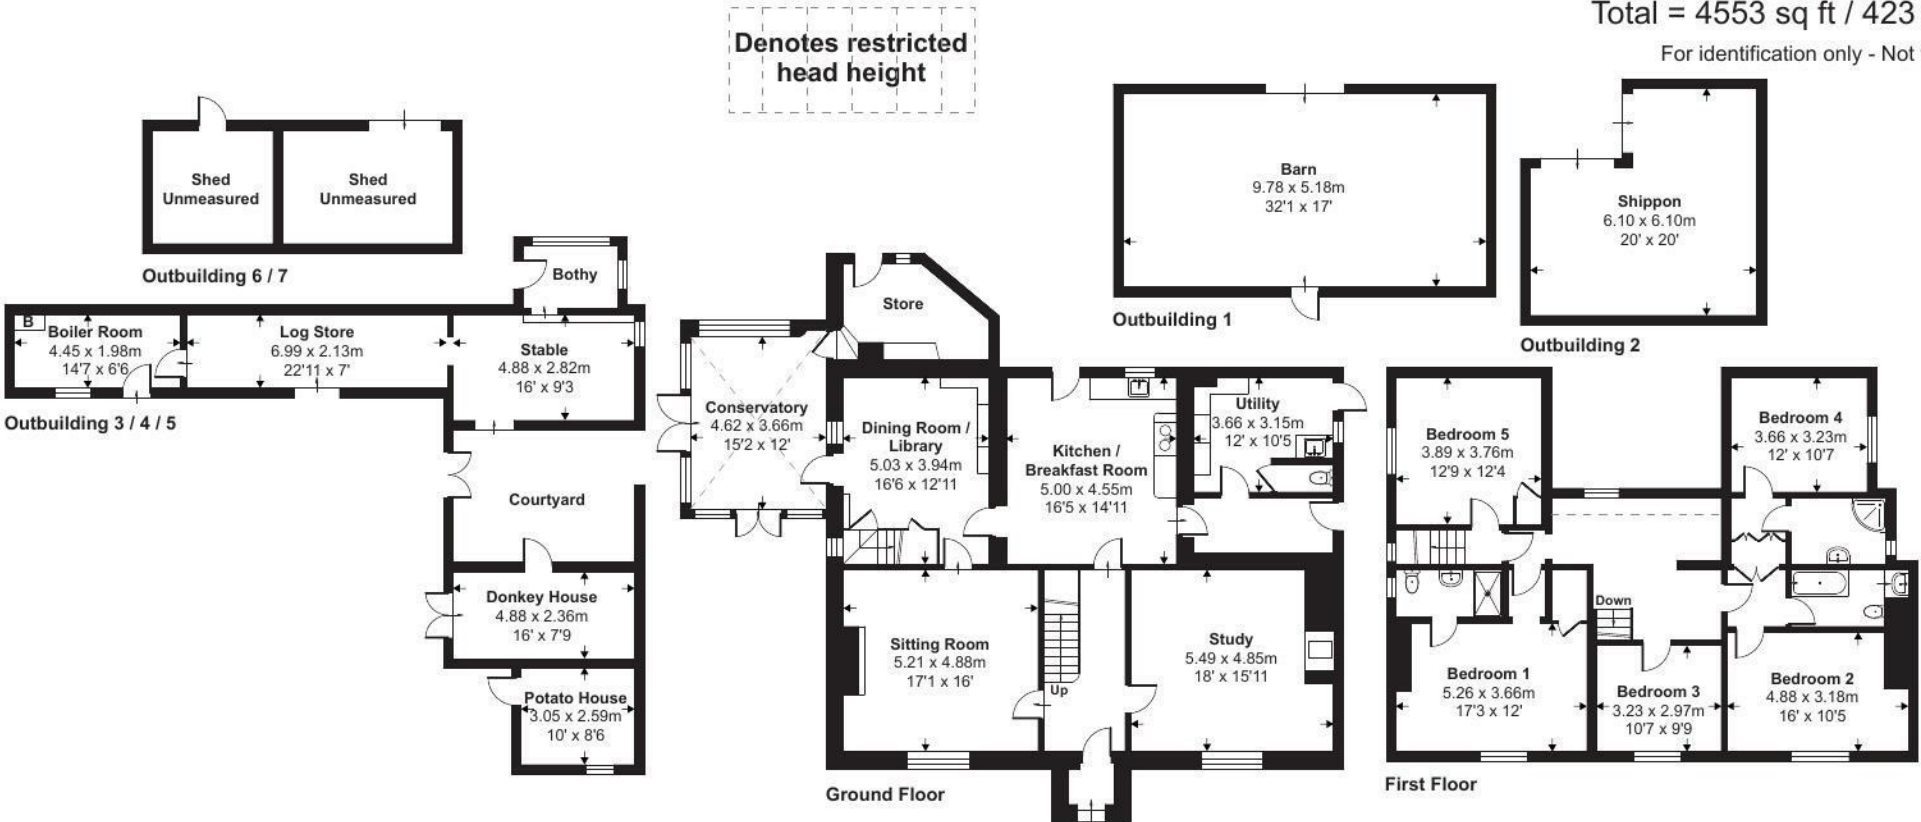 Total = 4553 sq ft / 423
For identification only - Not
Denotes restricted
head height
Shed
Unmeasured
Shed
Unmeasured
Outbuilding 6 / 7
Bothy
B
Boiler Room
4.45 x 1.98m
14'7 x 6'6
Log Store
6.99 x 2.13m
22'11 x 7'
Stable
4.88 x 2.82m
16' x 9'3
Outbuilding 3 / 4 / 5
Courtyard
Donkey House
4.88 x 2.36m
16' x 7'9
Potato House
3.05 x 2.59m
10' x 8'6
Store
Conservatory
4.62 x 3.66m
15'2 x 12'
Dining Room /
Library
5.03 x 3.94m
16'6 x 12'11
Kitchen /
Breakfast Room
5.00 x 4.55m
16'5 x 14'11
Utility
3.66 x 3.15m
12' x 10'5
Sitting Room
5.21 x 4.88m
17'1 x 16'
Up
Study
5.49 x 4.85m
18' x 15'11
Ground Floor
Barn
9.78 x 5.18m
32'1 x 17'
Outbuilding 1
Shippon
6.10 x 6.10m
20' x 20'
Outbuilding 2
Bedroom 5
3.89 x 3.76m
12'9 x 12'4
Bedroom 4
3.66 x 3.23m
12' x 10'7
Down
Bedroom 1
5.26 x 3.66m
17'3 x 12'
Bedroom 3
3.23 x 2.97m
10'7 x 9'9
Bedroom 2
4.88 x 3.18m
16' x 10'5
First Floor